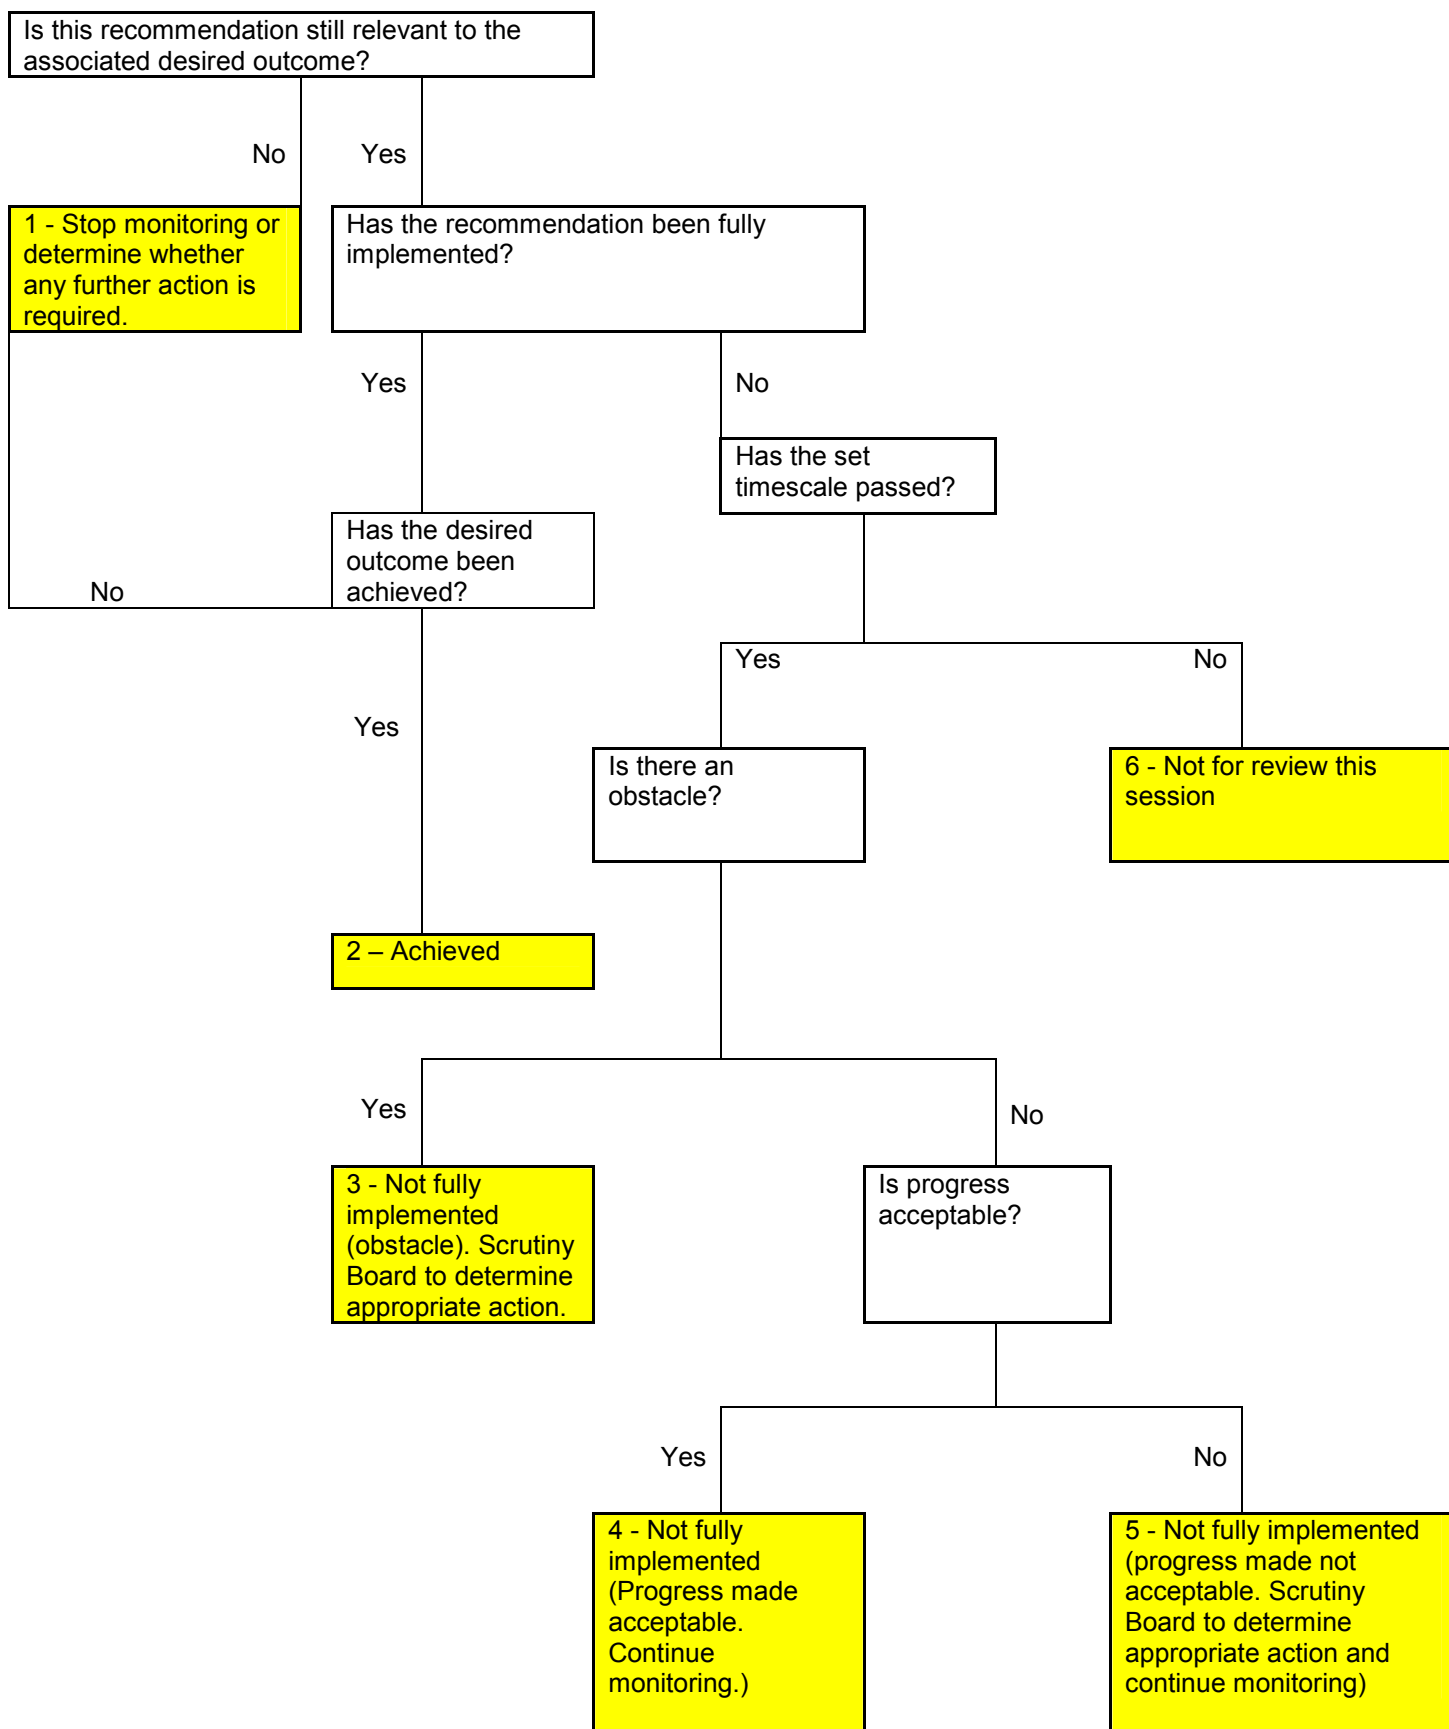 Is this recommendation still relevant to the
associated desired outcome?
No
Yes
1 - Stop monitoring or
determine whether
any further action is
required.
Has the recommendation been fully
implemented?
Yes
No
Has the set
timescale passed?
Has the desired
outcome been
achieved?
No
Yes
No
Yes
Is there an
obstacle?
6 - Not for review this
session
2 – Achieved
Yes
No
3 - Not fully
implemented
(obstacle). Scrutiny
Board to determine
appropriate action.
Is progress
acceptable?
Yes
No
4 - Not fully
implemented
(Progress made
acceptable.
Continue
monitoring.)
5 - Not fully implemented
(progress made not
acceptable. Scrutiny
Board to determine
appropriate action and
continue monitoring)